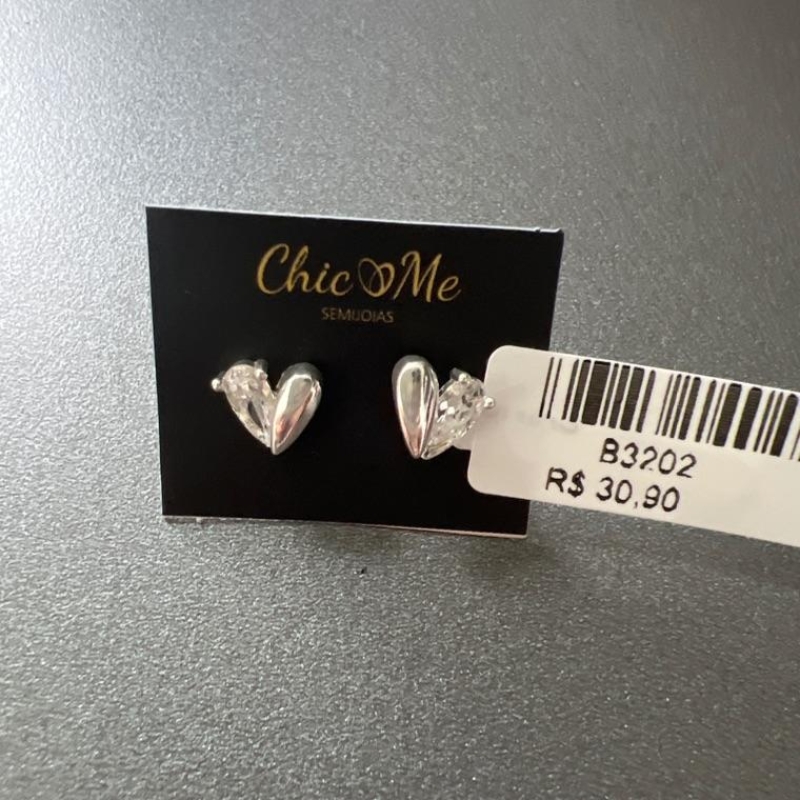 Chic Me
SEMIJOIAS
B3202
R$ 30,90